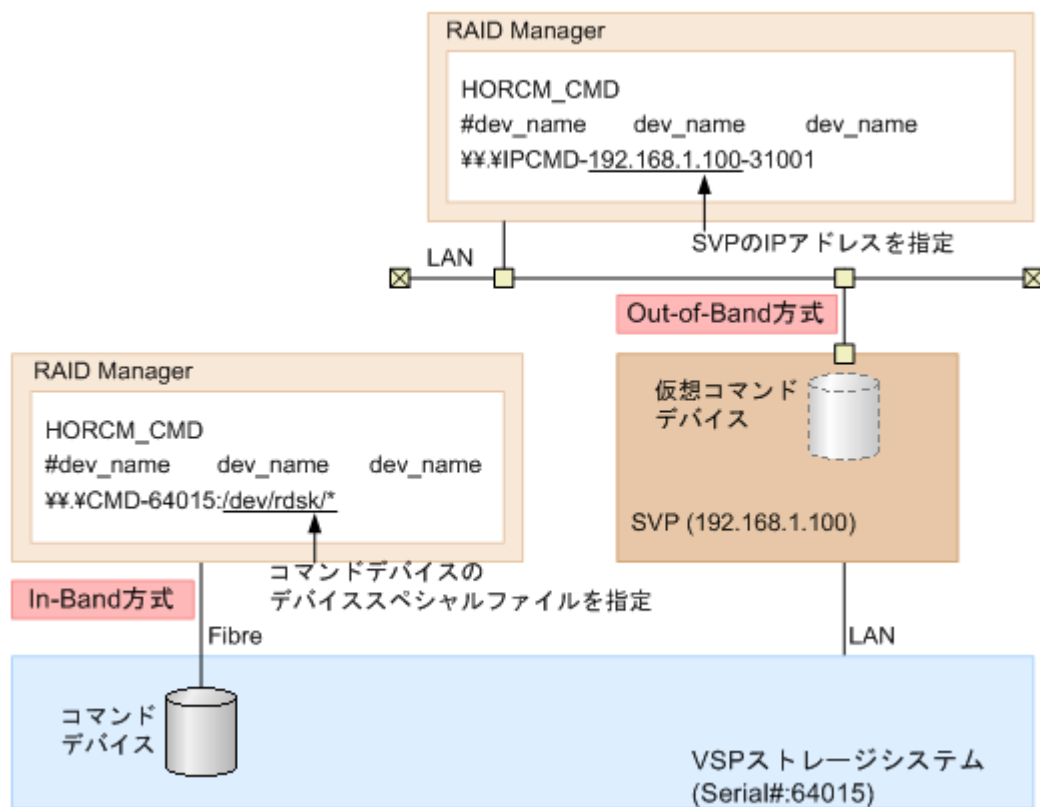 RAID Manager
HORCM_CMD
#dev_name dev_name dev_name
¥¥.¥IPCMD-192.168.1.100-31001
SVPのIPアドレスを指定
LAN
Out-of-Band方式
RAID Manager
HORCM_CMD
#dev_name dev_name dev_name
¥¥.¥CMD-64015:/dev/rdsk/*
コマンドデバイスの
デバイススペシャルファイルを指定
In-Band方式
Fibre
仮想コマンド
デバイス
SVP (192.168.1.100)
LAN
コマンド
デバイス
VSPストレージシステム
(Serial#:64015)